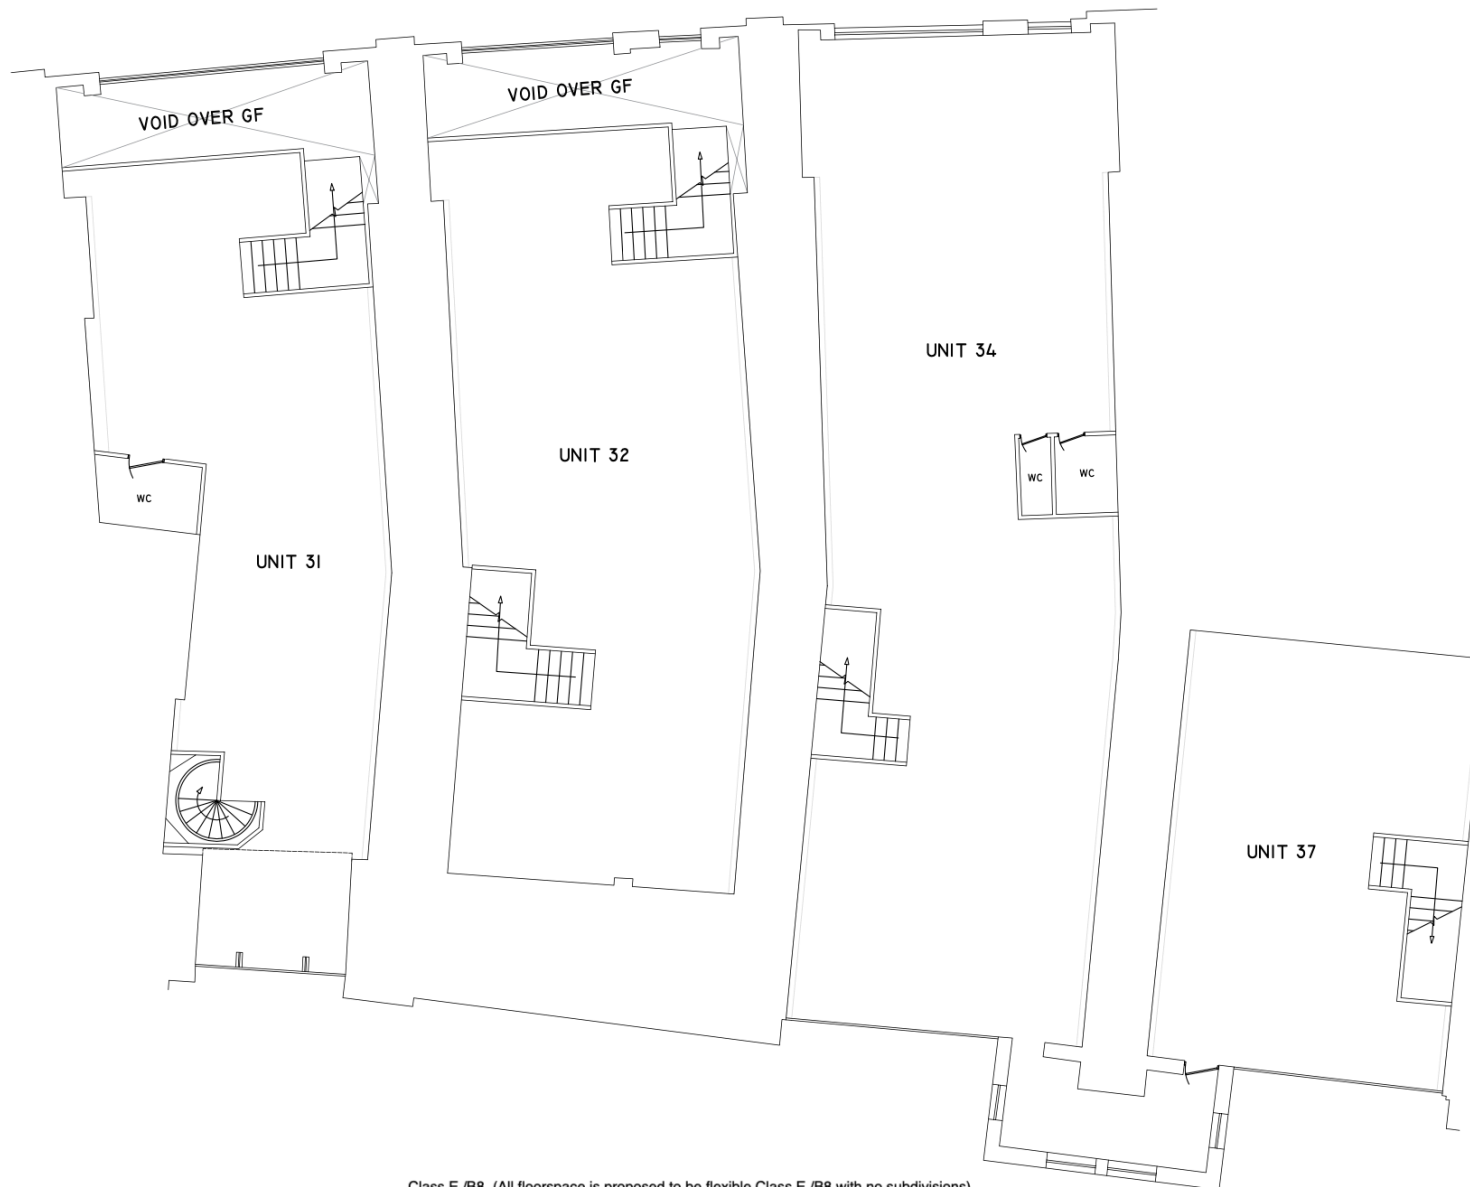 VOID OVER GF
VOID OVER GF
UNIT 34
UNIT 32
WC
WC
WC
UNIT 31
UNIT 37
Class E /B8 (All floorspace is proposed to be flexible Class E /B8 with no subdivisions)